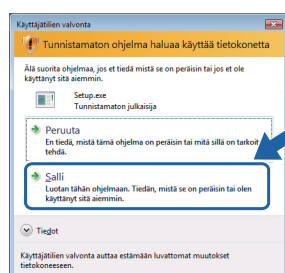 Käyttäjätilien valvonta
Tunnistamaton ohjelma haluaa käyttää tietokonetta
Älä suorita ohjelmaa, jos et tiedä mistä se on peräisin tai jos et ole
käyttänyt sitä aiemmin.
Setup.exe
Tunnistamaton julkaisija
Peruuta
En tiedä, mistä tämä ohjelma on peräisin tai mitä sillä on tarkoit
tehdä.
Salli
Luotan tähän ohjelmaan. Tiedän, mistä se on peräisin tai olen
käyttänyt sitä aiemmin.
Tiedot
Käyttäjätilien valvonta auttaa estämään luvattomat muutokset
tietokoneeseen.